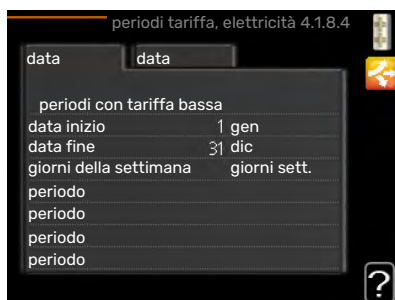 periodi tariffa, elettricità 4.1.8.4
data data
periodi con tariffa bassa
data inizio 1 gen
data fine 31 dic
giorni della settimana giorni sett.
periodo
periodo
periodo
periodo
?